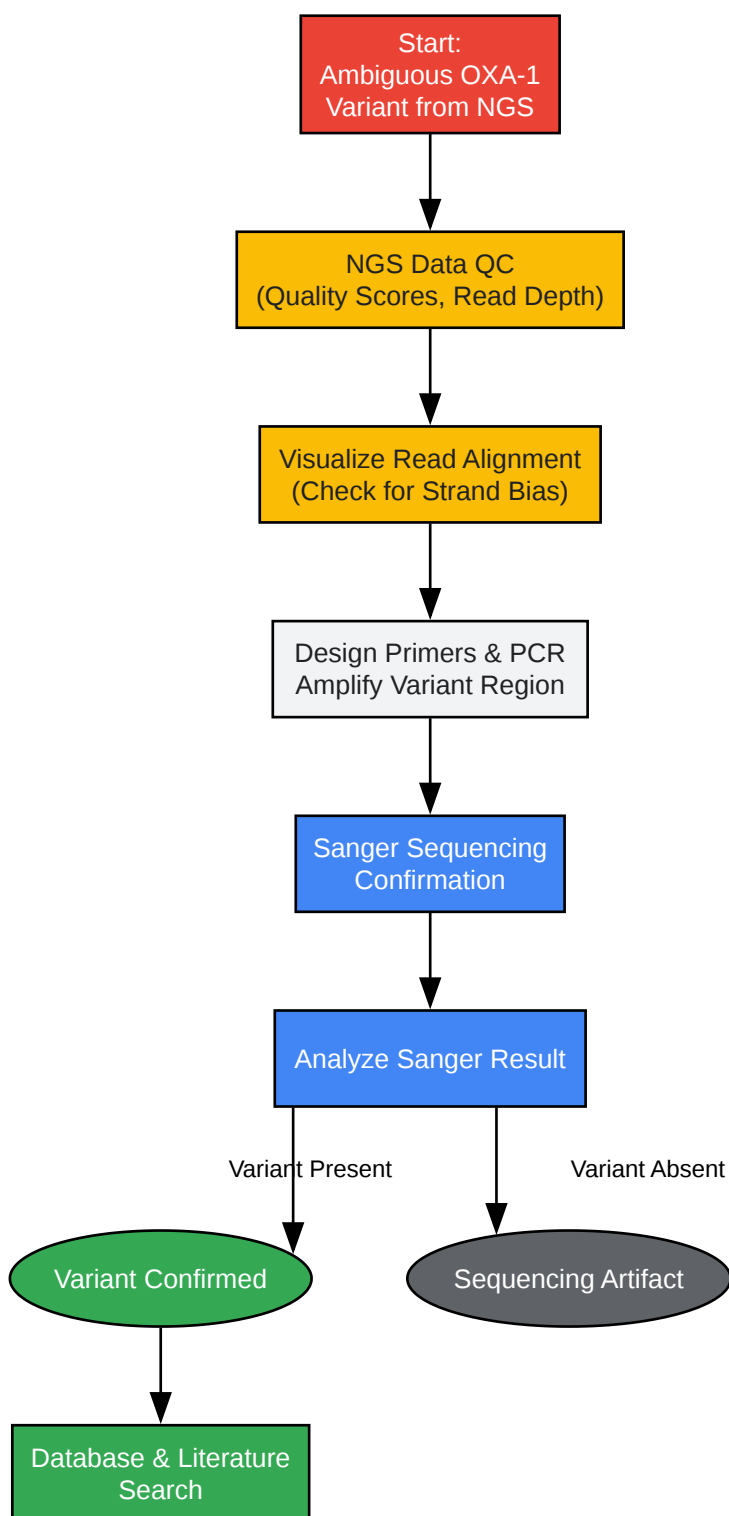 Start:
Ambiguous OXA-1
Variant from NGS
NGS Data QC
(Quality Scores, Read Depth)
Visualize Read Alignment
(Check for Strand Bias)
Design Primers & PCR
Amplify Variant Region
Sanger Sequencing
Confirmation
Analyze Sanger Result
Variant Present
Variant Absent
Variant Confirmed
Sequencing Artifact
Database & Literature
Search